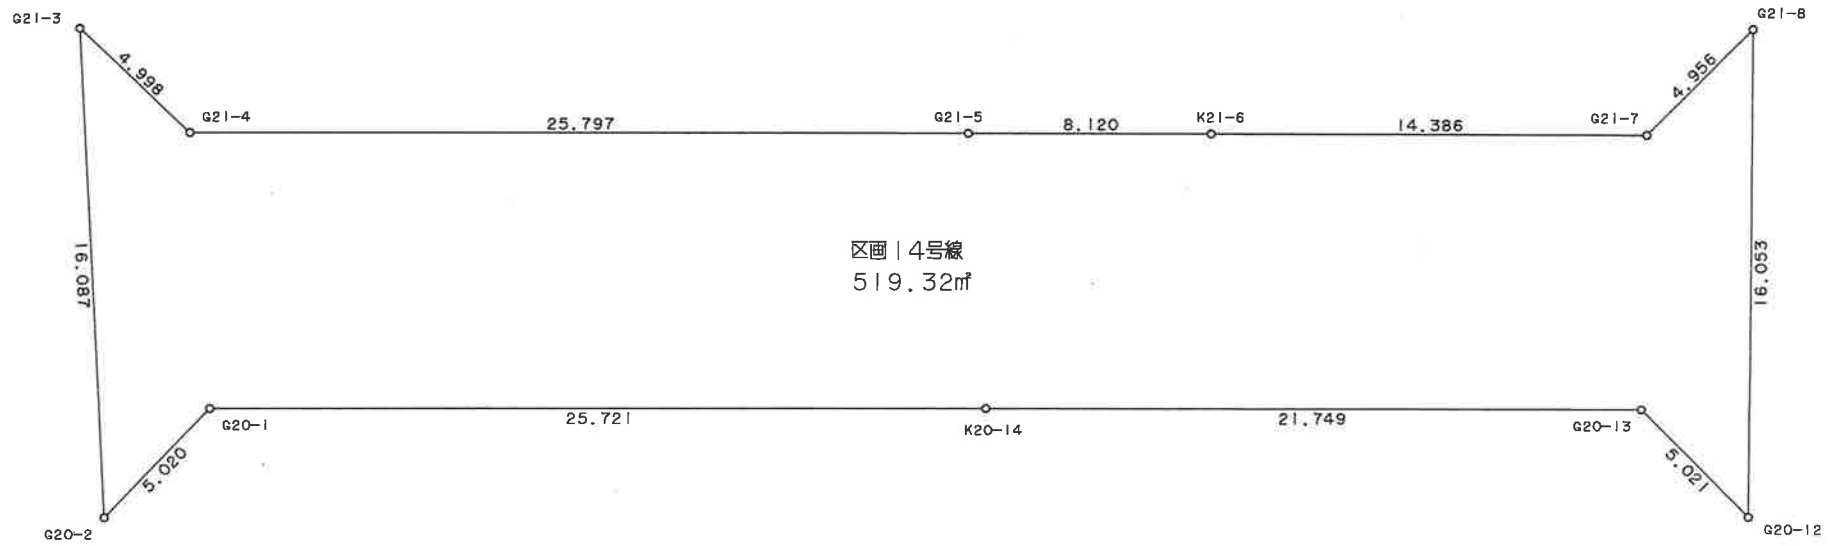 G21-3
G21-8
4.998
4.956
G21-4
25.797
G21-5
8.120
K21-6
14.386
G21-7
16.087
区画14号線
519.32㎡
16.053
G20-1
25.721
K20-14
21.749
G20-13
5.020
5.021
G20-2
G20-12